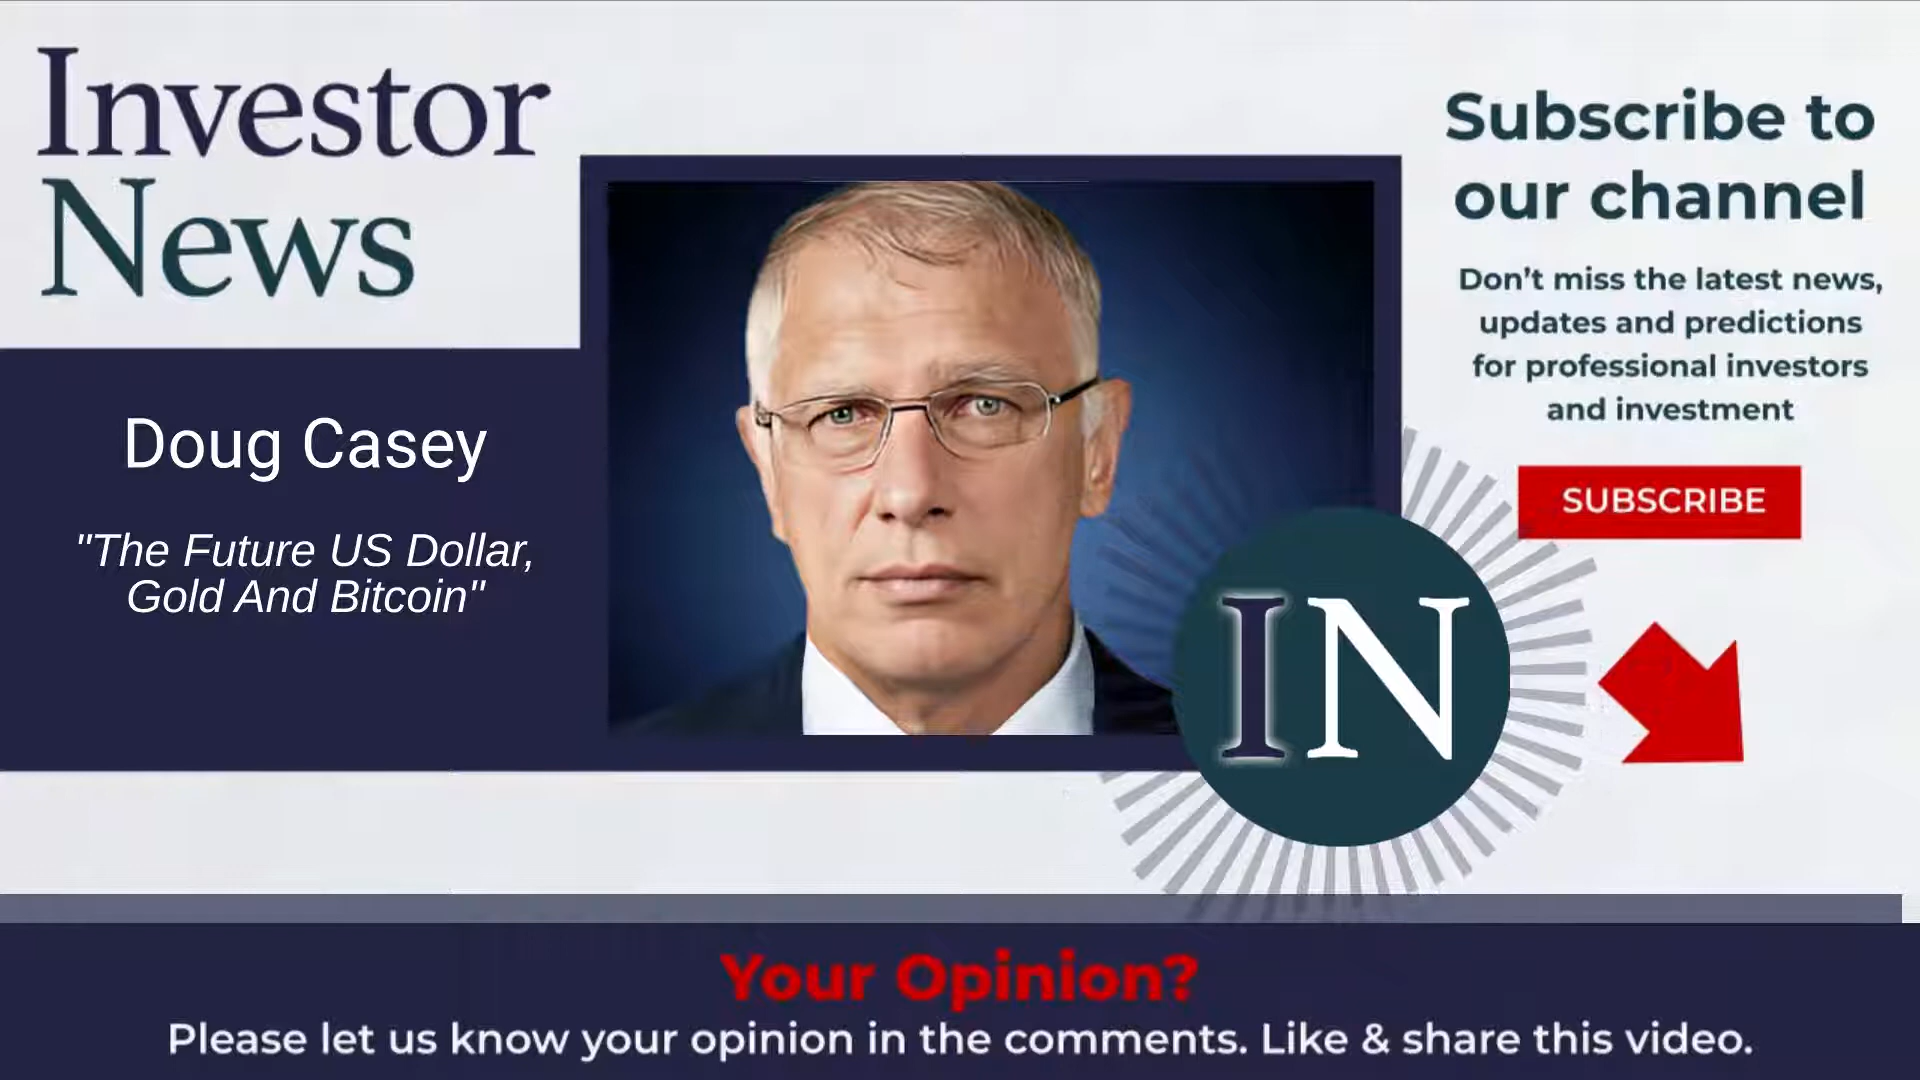 Investor
News
Doug Casey
"The Future US Dollar,
Gold And Bitcoin"
Subscribe to
our channel
Don't miss the latest news,
updates and predictions
for professional investors
and investment
SUBSCRIBE
IN
Your Opinion?
Please let us know your opinion in the comments. Like & share this video.